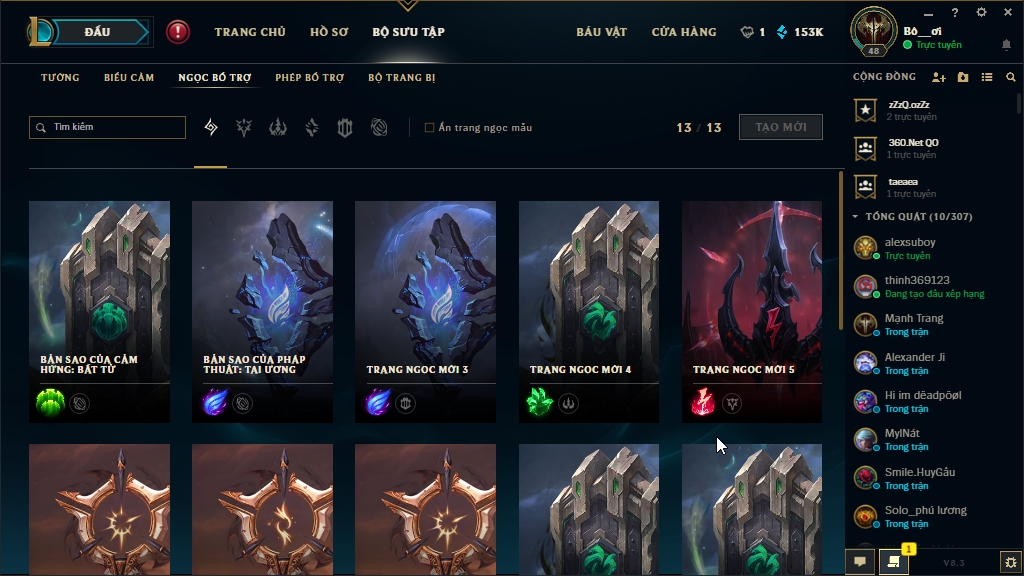 ĐẤU
TRANG CHỦ
HỒ SƠ
BỘ SƯU TẬP
BÁU VẬT
CỬA HÀNG
1
153K
48
Bò__ơi
Trực tuyến
TƯỚNG
BIỂU CẢM
NGỌC BỔ TRỢ
PHÉP BỔ TRỢ
BỘ TRANG BỊ
CỘNG ĐỒNG
Tìm kiếm
Ẩn trang ngọc mẫu
13 / 13
TẠO MỚI
zZzQ.ozZz
2 trực tuyến
360.Net QO
1 trực tuyến
taeaea
1 trực tuyến
TỔNG QUÁT (10/307)
alexsuboy
Trực tuyến
thinh369123
Đang tạo đấu xếp hạng
Mạnh Trang
Trong trận
Alexander Ji
Trong trận
Hi im dēadpōøl
Trong trận
MyINát
Trong trận
Smile.HuyGấu
Trong trận
Solo_phú lương
Trong trận
BẢN SAO CỦA CẢM
HỨNG: BẤT TỬ
BẢN SAO CỦA PHÁP
THUẬT: TAI ƯƠNG
TRANG NGỌC MỚI 3
TRANG NGỌC MỚI 4
TRANG NGỌC MỚI 5
1
V8.3